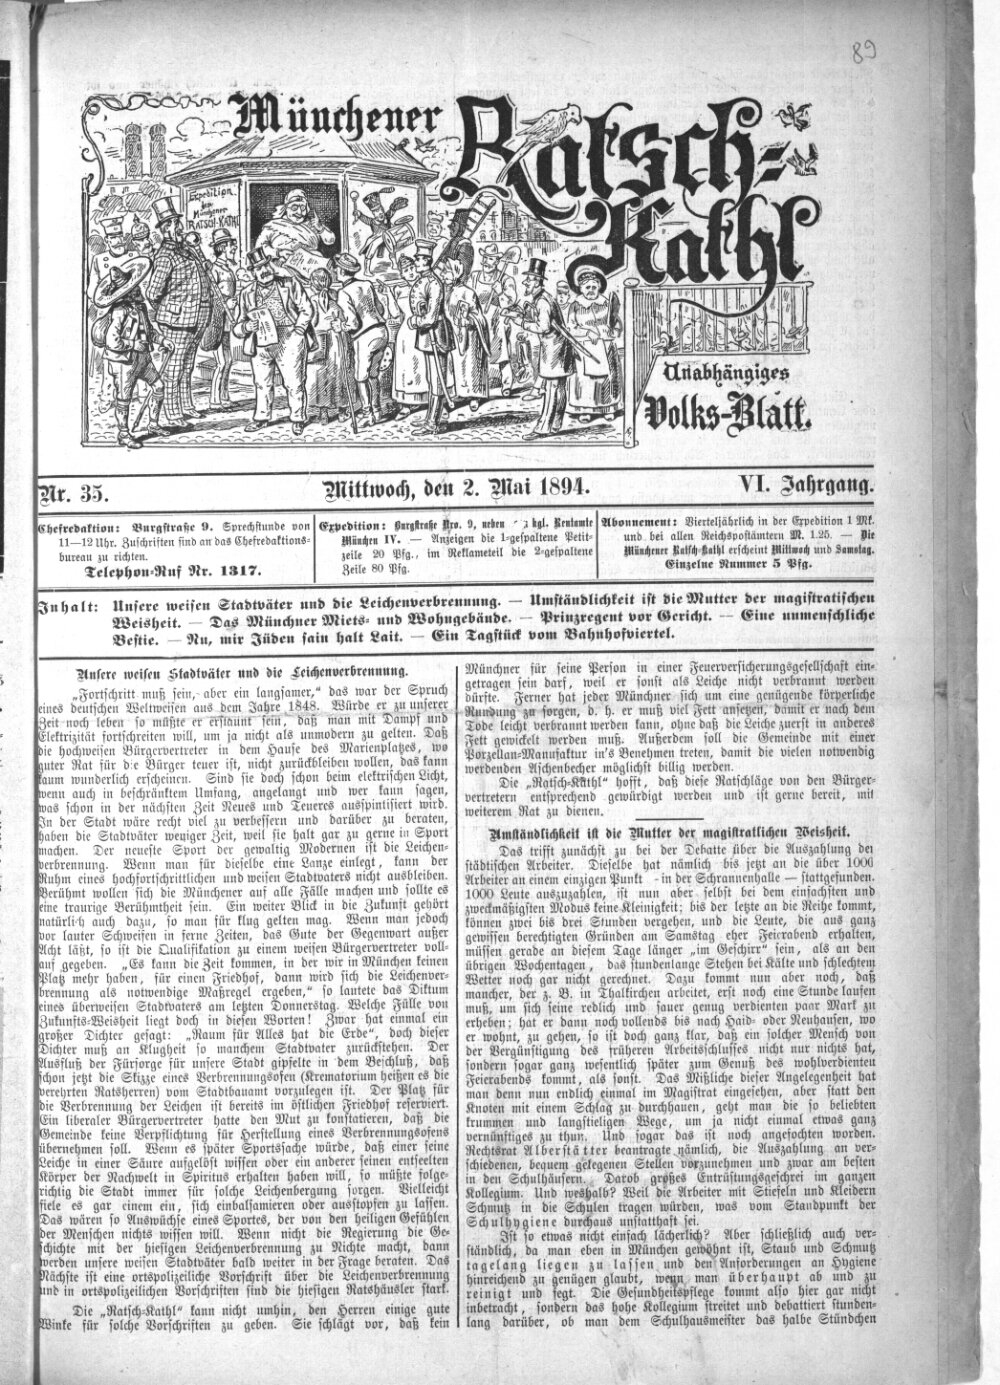 89
Münchener
Ratsch-
Kathl
Expedition
der
Münchener
RATSCH-KATHL
Unabhängiges
Volks-Blatt.
Nr. 35.
Mittwoch, den 2. Mai 1894.
VI. Jahrgang.
Chefredaktion: Burgstraße 9. Sprechstunde von
11—12 Uhr. Zuschriften sind an das Chefredaktions-
bureau zu richten.
Telephon-Ruf Nr. 1317.
Expedition: Burgstraße Nro. 9, neben kgl. Rentamte
München IV. — Anzeigen die 1-gespaltene Petit-
zeile 20 Pfg., im Reklameteil die 2-gespaltene
Zeile 80 Pfg.
Abonnement: Vierteljährlich in der Expedition 1 Mk.
und bei allen Reichspostämtern M. 1.25. — Die
Münchener Ratsch-Kathl erscheint Mittwoch und Samstag.
Einzelne Nummer 5 Pfg.
Inhalt: Unsere weisen Stadtväter und die Leichenverbrennung. — Umständlichkeit ist die Mutter der magistratischen
Weisheit. — Das Münchner Miets- und Wohngebäude. — Prinzregent vor Gericht. — Eine unmenschliche
Bestie. — Nu, mir Jüden sain halt Lait. — Ein Tagstück vom Bahnhofviertel.
Unsere weisen Stadtväter und die Leichenverbrennung.
„Fortschritt muß sein, aber ein langsamer,“ das war der Spruch
eines deutschen Weltweisen aus dem Jahre 1848. Würde er zu unserer
Zeit noch leben so müßte er erstaunt sein, daß man mit Dampf und
Elektrizität fortschreiten will, um ja nicht als unmodern zu gelten. Daß
die hochweisen Bürgervertreter in dem Hause des Marienplatzes, wo
guter Rat für die Bürger teuer ist, nicht zurückbleiben wollen, das kann
kaum wunderlich erscheinen. Sind sie doch schon beim elektrischen Licht,
wenn auch in beschränktem Umfang, angelangt und wer kann sagen,
was schon in der nächsten Zeit Neues und Teueres ausspintisiert wird.
In der Stadt wäre recht viel zu verbessern und darüber zu beraten,
haben die Stadtväter weniger Zeit, weil sie halt gar zu gerne in Sport
machen. Der neueste Sport der gewaltig Modernen ist die Leichen-
verbrennung. Wenn man für dieselbe eine Lanze einlegt, kann der
Ruhm eines hochfortschrittlichen und weisen Stadtvaters nicht ausbleiben.
Berühmt wollen sich die Münchner auf alle Fälle machen und sollte es
eine traurige Berühmtheit sein. Ein weiter Blick in die Zukunft gehört
natürlich auch dazu, so man für klug gelten mag. Wenn man jedoch
vor lauter Schweifen in ferne Zeiten, das Gute der Gegenwart außer
Acht läßt, so ist die Qualifikation zu einem weisen Bürgervertreter voll-
auf gegeben. „Es kann die Zeit kommen, in der wir in München keinen
Platz mehr haben, für einen Friedhof, dann wird sich die Leichenver-
brennung als notwendige Maßregel ergeben,“ so lautete das Diktum
eines überweisen Stadtvaters am letzten Donnerstag. Welche Fülle von
Zukunfts-Weisheit liegt doch in diesen Worten! Zwar hat einmal ein
großer Dichter gesagt: „Raum für Alles hat die Erde“, doch dieser
Dichter muß an Klugheit so manchem Stadtvater zurückstehen. Der
Ausfluß der Fürsorge für unsere Stadt gipfelte in dem Beschluß, daß
schon jetzt die Skizze eines Verbrennungsofen (Krematorium heißen es die
verehrten Ratsherren) vom Stadtbauamt vorzulegen ist. Der Platz für
die Verbrennung der Leichen ist bereits im östlichen Friedhof reserviert.
Ein liberaler Bürgervertreter hatte den Mut zu konstatieren, daß die
Gemeinde keine Verpflichtung für Herstellung eines Verbrennungsofens
übernehmen soll. Wenn es später Sportssache würde, daß einer seine
Leiche in einer Säure aufgelöst wissen oder ein anderer seinen entseelten
Körper der Nachwelt in Spiritus erhalten haben will, so müßte folge-
richtig die Stadt immer für solche Leichenbergung sorgen. Vielleicht
fiele es gar einem ein, sich einbalsamieren oder ausstopfen zu lassen.
Das wären so Auswüchse eines Sportes, der von den heiligen Gefühlen
der Menschen nichts wissen will. Wenn nicht die Regierung die Ge-
schichte mit der hiesigen Leichenverbrennung zu Nichte macht, dann
werden unsere weisen Stadtväter bald weiter in der Frage beraten. Das
Nächste ist eine ortspolizeiliche Vorschrift über die Leichenverbrennung
und in ortspolizeilichen Vorschriften sind die hiesigen Ratshäusler stark.
Die „Ratsch-Kathl“ kann nicht umhin, den Herren einige gute
Winke für solche Vorschriften zu geben. Sie schlägt vor, daß kein
Münchner für seine Person in einer Feuerversicherungsgesellschaft ein-
getragen sein darf, weil er sonst als Leiche nicht verbrannt werden
dürfte. Ferner hat jeder Münchner sich um eine genügende körperliche
Rundung zu sorgen, d. h. er muß viel Fett ansetzen, damit er nach dem
Tode leicht verbrannt werden kann, ohne daß die Leiche zuerst in anderes
Fett gewickelt werden muß. Außerdem soll die Gemeinde mit einer
Porzellan-Manufaktur in's Benehmen treten, damit die vielen notwendig
werdenden Aschenbecher möglichst billig werden.
Die „Ratsch-Kathl“ hofft, daß diese Ratschläge von den Bürger-
vertretern entsprechend gewürdigt werden und ist gerne bereit, mit
weiterem Rat zu dienen.
Umständlichkeit ist die Mutter der magistratlichen Weisheit.
Das trifft zunächst zu bei der Debatte über die Auszahlung der
städtischen Arbeiter. Dieselbe hat nämlich bis jetzt an die über 1000
Arbeiter an einem einzigen Punkt - in der Schrannenhalle — stattgefunden.
1000 Leute auszuzahlen, ist nun aber selbst bei dem einfachsten und
zweckmäßigsten Modus keine Kleinigkeit; bis der letzte an die Reihe kommt,
können zwei bis drei Stunden vergehen, und die Leute, die aus ganz
gewissen berechtigten Gründen am Samstag eher Feierabend erhalten,
müssen gerade an diesem Tage länger „im Geschirr“ sein, als an den
übrigen Wochentagen, das stundenlange Stehen bei Kälte und schlechtem
Wetter noch gar nicht gerechnet. Dazu kommt nun aber noch, daß
mancher, der z. B. in Thalkirchen arbeitet, erst noch eine Stunde laufen
muß, um sich seine redlich und sauer genug verdienten paar Mark zu
erheben; hat er dann noch vollends bis nach Haid- oder Neuhausen, wo
er wohnt, zu gehen, so ist doch ganz klar, daß ein solcher Mensch von
der Vergünstigung des früheren Arbeitschlusses nicht nur nichts hat,
sondern sogar ganz wesentlich später zum Genuß des wohlverdienten
Feierabends kommt, als sonst. Das Mißliche dieser Angelegenheit hat
man denn nun endlich einmal im Magistrat eingesehen, aber statt den
Knoten mit einem Schlag zu durchhauen, geht man die so beliebten
krummen und langstieligen Wege, um ja nicht einmal etwas ganz
vernünftiges zu thun. Und sogar das ist noch angefochten worden.
Rechtsrat Alberstätter beantragte nämlich, die Auszahlung an ver-
schiedenen, bequem gelegenen Stellen vorzunehmen und zwar am besten
in den Schulhäusern. Darob großes Entrüstungsgeschrei im ganzen
Kollegium. Und weshalb? Weil die Arbeiter mit Stiefeln und Kleidern
Schmutz in die Schulen tragen würden, was vom Standpunkt der
Schulhygiene durchaus unstatthaft sei.
Ist so etwas nicht einfach lächerlich? Aber schließlich auch ver-
ständlich, da man eben in München gewöhnt ist, Staub und Schmutz
tagelang liegen zu lassen und den Anforderungen an Hygiene
hinreichend zu genügen glaubt, wenn man überhaupt ab und zu
reinigt und fegt. Die Gesundheitspflege kommt also hier gar nicht
inbetracht, sondern das hohe Kollegium streitet und debattiert stunden-
lang darüber, ob man dem Schulhausmeister das halbe Stündchen